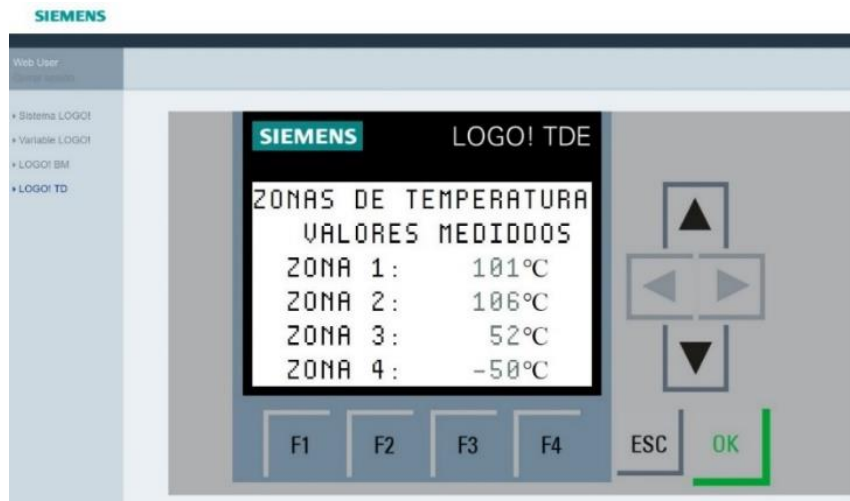 SIEMENS
Web User
Sistema LOGO!
Variable LOGO!
LOGO! BM
LOGO! TD
SIEMENS LOGO! TDE
ZONAS DE TEMPERATURA
VALORES MEDIDDOS
ZONA 1: 101°C
ZONA 2: 106°C
ZONA 3: 52°C
ZONA 4: -50°C
F1 F2 F3 F4 ESC OK